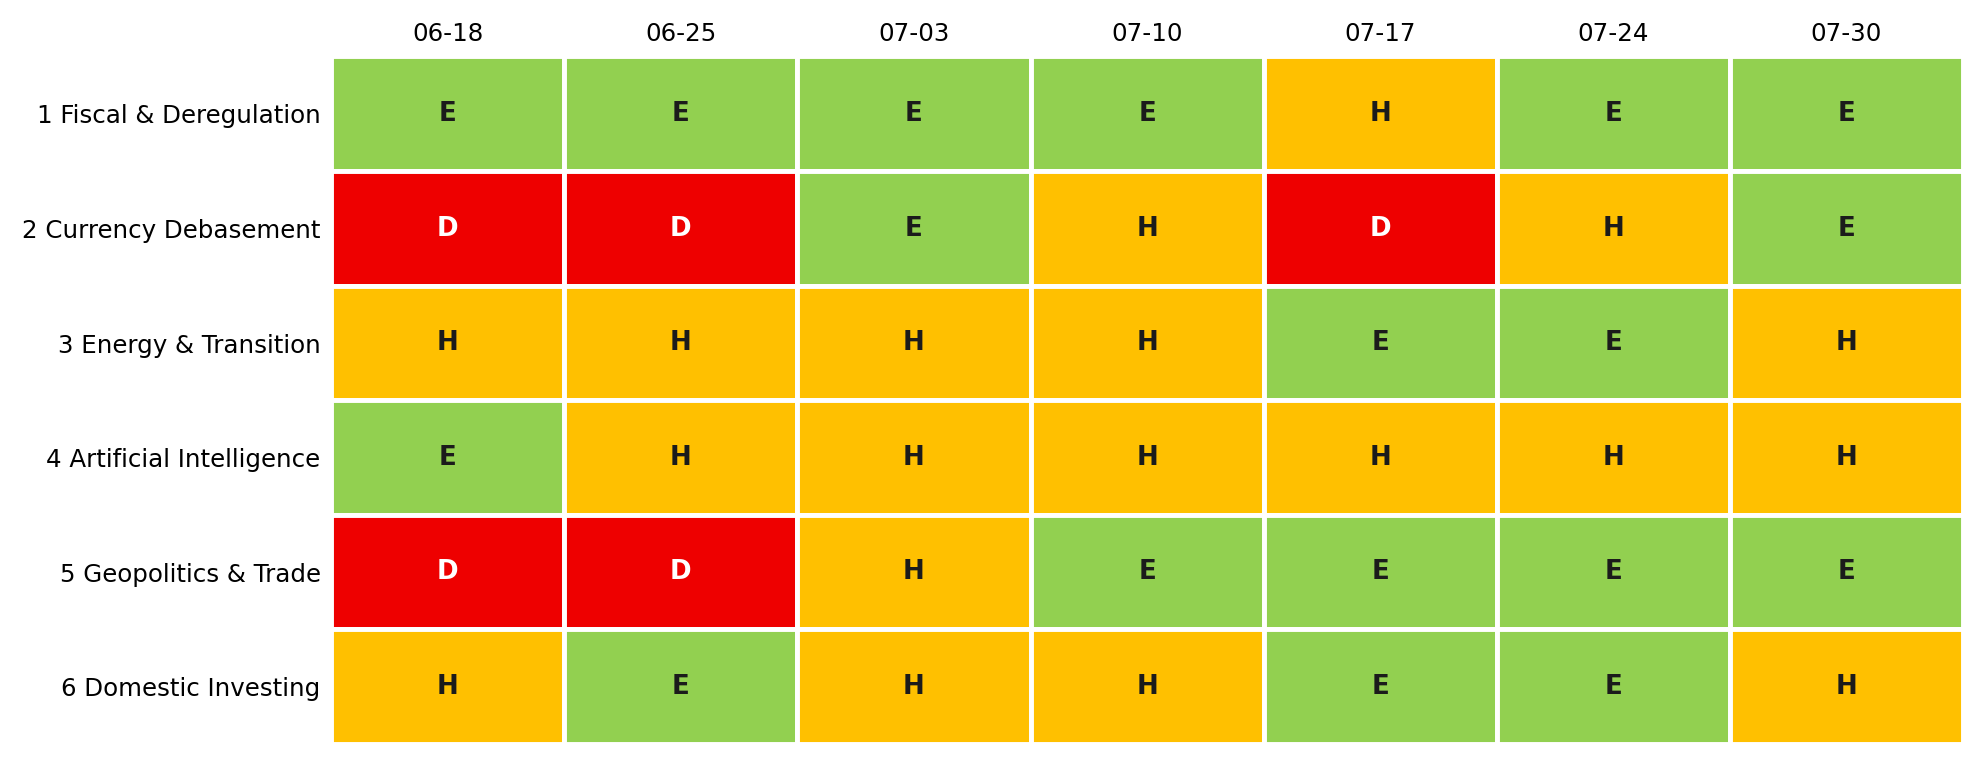 06-18 06-25 07-03 07-10 07-17 07-24 07-30
1 Fiscal & Deregulation E E E E H E E
2 Currency Debasement D D E H D H E
3 Energy & Transition H H H H E E H
4 Artificial Intelligence E H H H H H H
5 Geopolitics & Trade D D H E E E E
6 Domestic Investing H E H H E E H